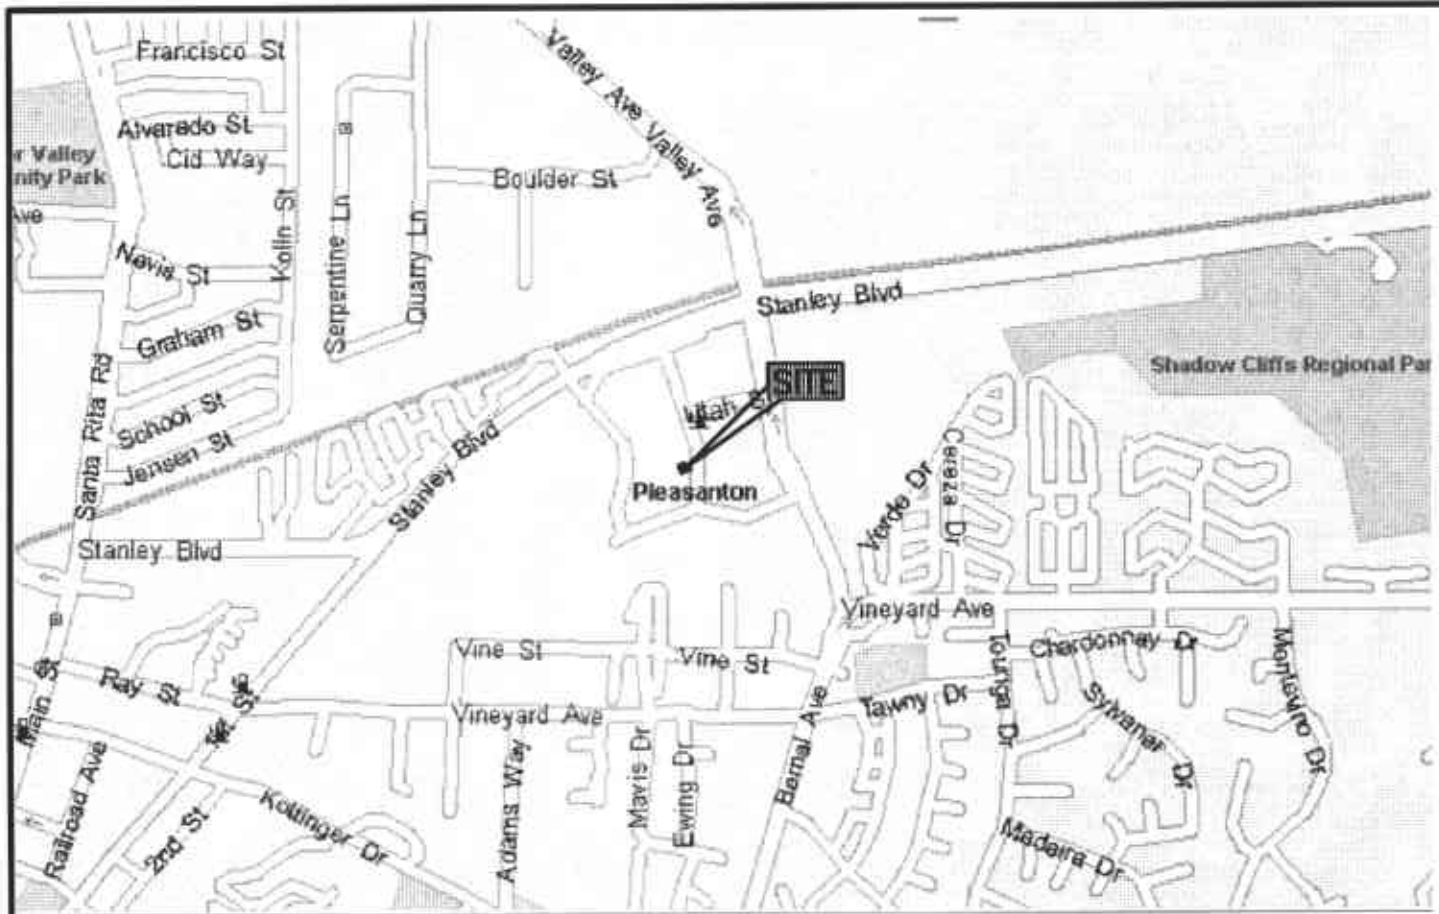 Francisco St
Valley Ave
Valley Ave
Alvarado St
Cid Way
Valley
nity Park
Ave
Boulder St
Kolln St
Serpentine Ln
Quarry Ln
Nevis St
Graham St
Stanley Blvd
Santa Rita Rd
School St
Jensen St
SITE
Utah
Shadow Cliffs Regional Par
Stanley Blvd
Pleasanton
Verde Dr
Cereza Dr
Stanley Blvd
Vineyard Ave
Vine St
Vine St
Chardonnay Dr
Touriga Dr
Montevino Dr
Ray St
Main St
Vineyard Ave
Tawny Dr
Sylvaner Dr
Bernal Ave
Mavis Dr
Ewing Dr
Adams Way
Railroad Ave
2nd St
Kottinger Dr
Madeira Dr